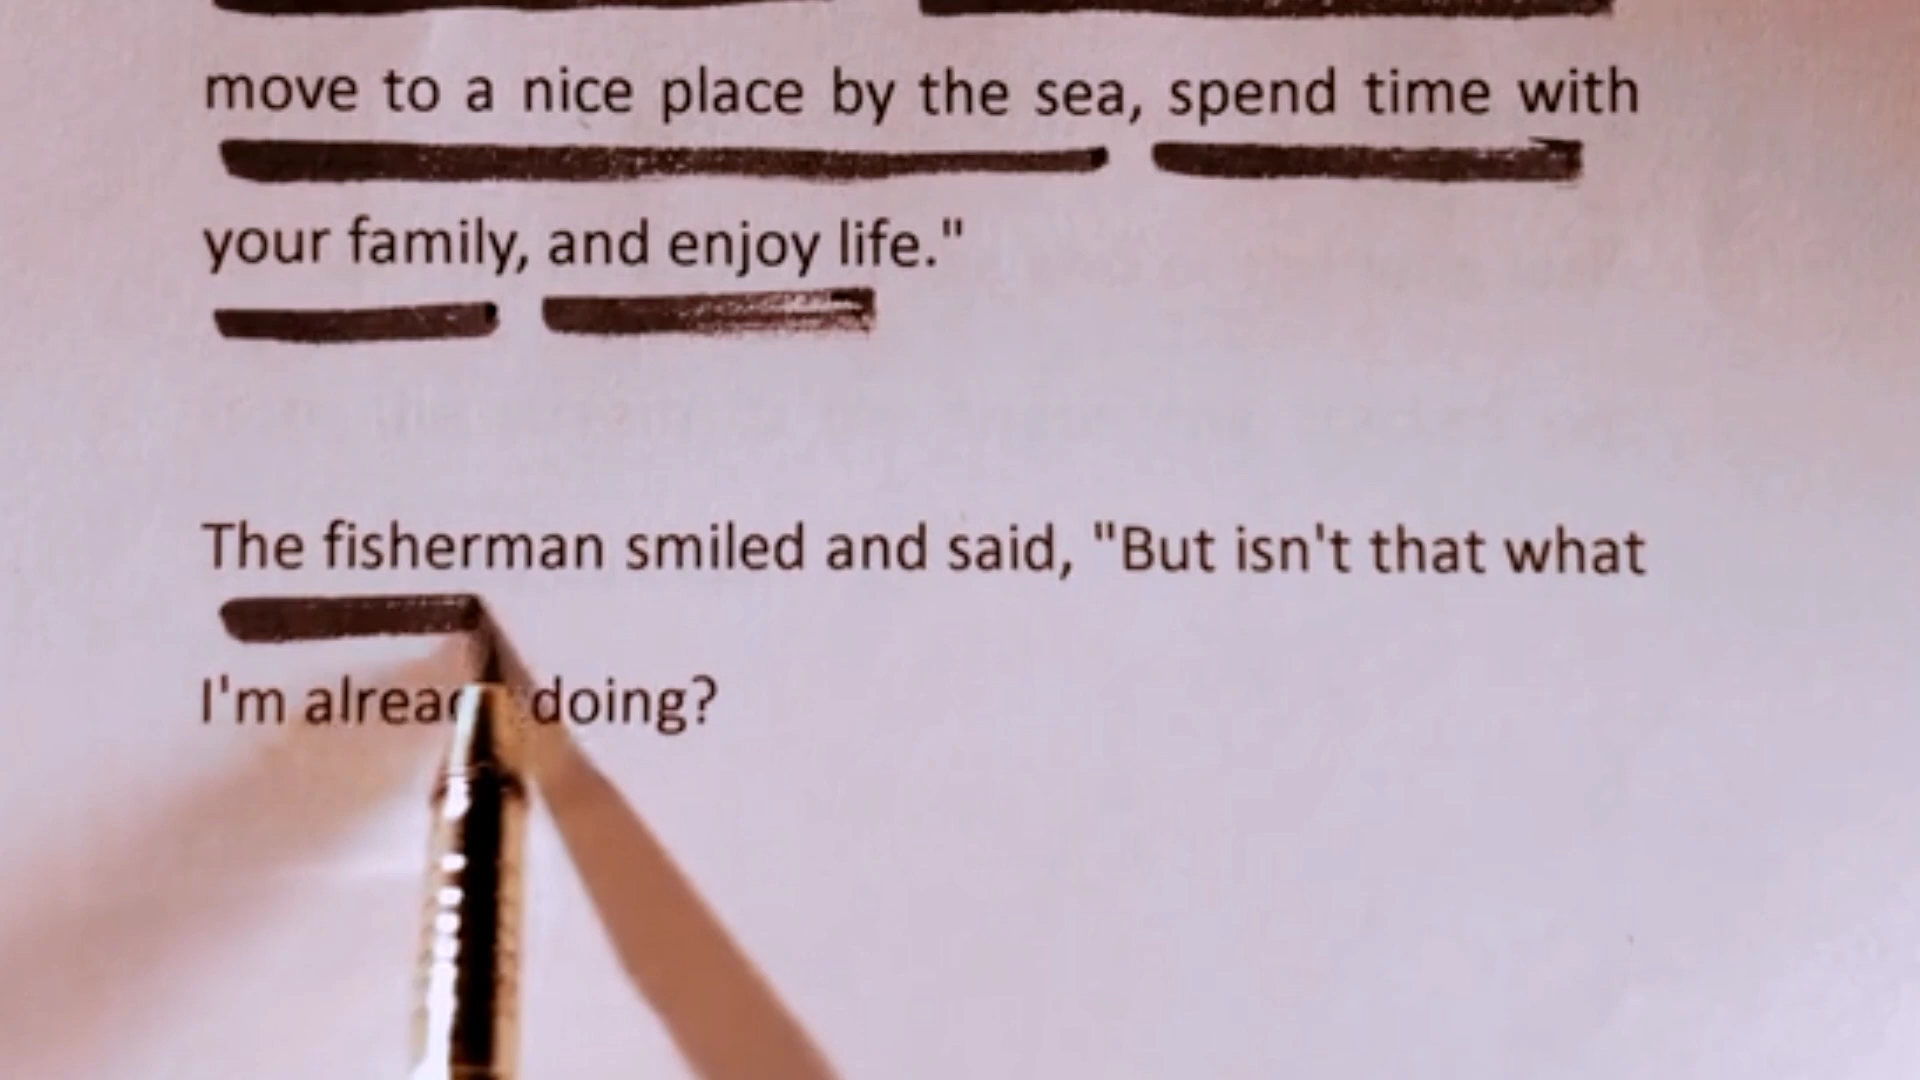 move to a nice place by the sea, spend time with
your family, and enjoy life."
The fisherman smiled and said, "But isn't that what
I'm doing?